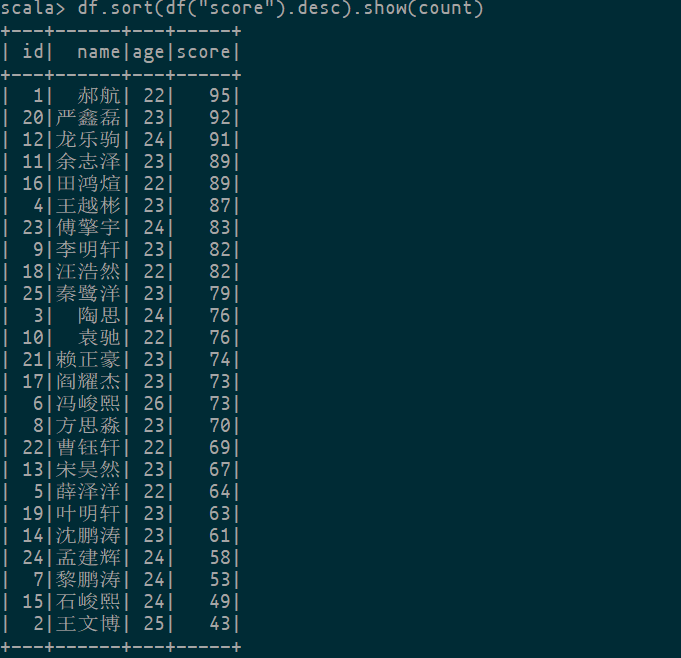 scala> df.sort(df("score").desc).show(count)
+---+------+---+-----+
| id|  name|age|score|
+---+------+---+-----+
|  1|  郝航| 22|   95|
| 20|严鑫磊| 23|   92|
| 12|龙乐驹| 24|   91|
| 11|余志泽| 23|   89|
| 16|田鸿煊| 22|   89|
|  4|王越彬| 23|   87|
| 23|傅擎宇| 24|   83|
|  9|李明轩| 23|   82|
| 18|汪浩然| 22|   82|
| 25|秦鹭洋| 23|   79|
|  3|  陶思| 24|   76|
| 10|  袁驰| 22|   76|
| 21|赖正豪| 23|   74|
| 17|阎耀杰| 23|   73|
|  6|冯峻熙| 26|   73|
|  8|方思淼| 23|   70|
| 22|曹钰轩| 22|   69|
| 13|宋昊然| 23|   67|
|  5|薛泽洋| 22|   64|
| 19|叶明轩| 23|   63|
| 14|沈鹏涛| 23|   61|
| 24|孟建辉| 24|   58|
|  7|黎鹏涛| 24|   53|
| 15|石峻熙| 24|   49|
|  2|王文博| 25|   43|
+---+------+---+-----+